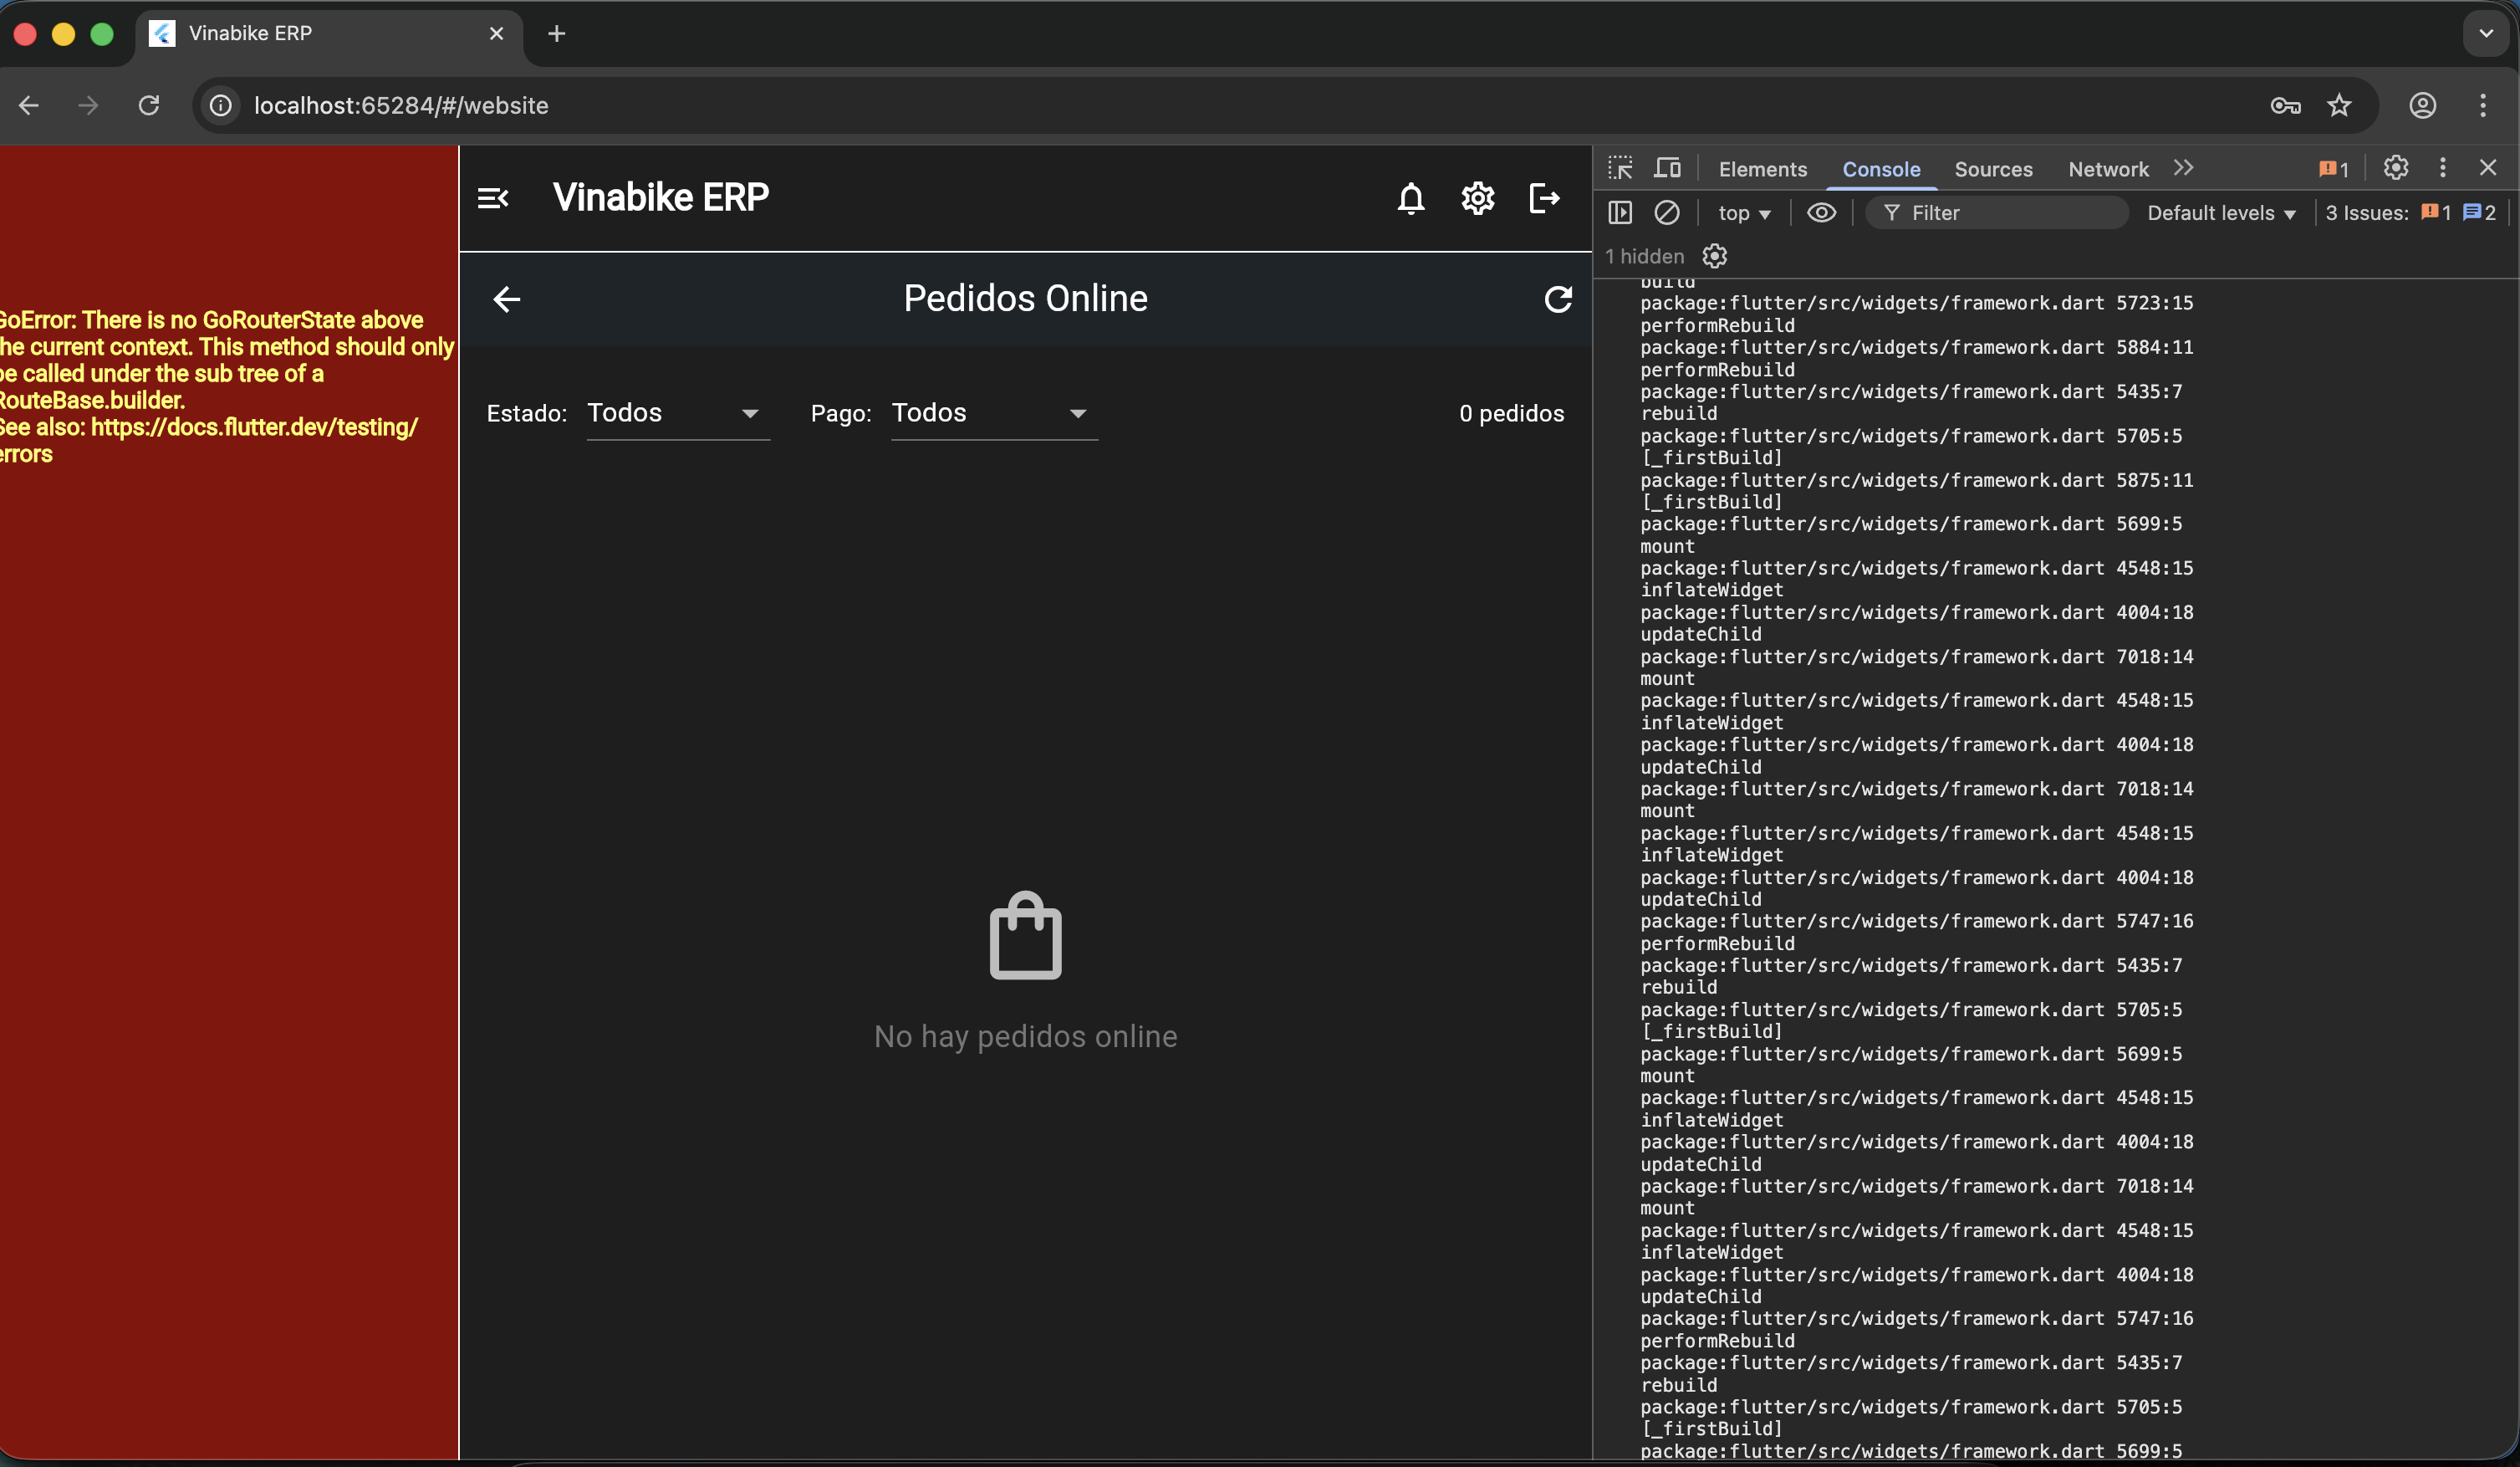 Vinabike ERP
localhost:65284/#/website
GoError: There is no GoRouterState above
the current context. This method should only
be called under the sub tree of a
RouteBase.builder.
See also: https://docs.flutter.dev/testing/
errors
Vinabike ERP
Pedidos Online
Estado: Todos Pago: Todos 0 pedidos
No hay pedidos online
Elements Console Sources Network 1
top Filter Default levels 3 Issues: 1 2
1 hidden
build
package:flutter/src/widgets/framework.dart 5723:15
performRebuild
package:flutter/src/widgets/framework.dart 5884:11
performRebuild
package:flutter/src/widgets/framework.dart 5435:7
rebuild
package:flutter/src/widgets/framework.dart 5705:5
[_firstBuild]
package:flutter/src/widgets/framework.dart 5875:11
[_firstBuild]
package:flutter/src/widgets/framework.dart 5699:5
mount
package:flutter/src/widgets/framework.dart 4548:15
inflateWidget
package:flutter/src/widgets/framework.dart 4004:18
updateChild
package:flutter/src/widgets/framework.dart 7018:14
mount
package:flutter/src/widgets/framework.dart 4548:15
inflateWidget
package:flutter/src/widgets/framework.dart 4004:18
updateChild
package:flutter/src/widgets/framework.dart 7018:14
mount
package:flutter/src/widgets/framework.dart 4548:15
inflateWidget
package:flutter/src/widgets/framework.dart 4004:18
updateChild
package:flutter/src/widgets/framework.dart 5747:16
performRebuild
package:flutter/src/widgets/framework.dart 5435:7
rebuild
package:flutter/src/widgets/framework.dart 5705:5
[_firstBuild]
package:flutter/src/widgets/framework.dart 5699:5
mount
package:flutter/src/widgets/framework.dart 4548:15
inflateWidget
package:flutter/src/widgets/framework.dart 4004:18
updateChild
package:flutter/src/widgets/framework.dart 7018:14
mount
package:flutter/src/widgets/framework.dart 4548:15
inflateWidget
package:flutter/src/widgets/framework.dart 4004:18
updateChild
package:flutter/src/widgets/framework.dart 5747:16
performRebuild
package:flutter/src/widgets/framework.dart 5435:7
rebuild
package:flutter/src/widgets/framework.dart 5705:5
[_firstBuild]
package:flutter/src/widgets/framework.dart 5699:5